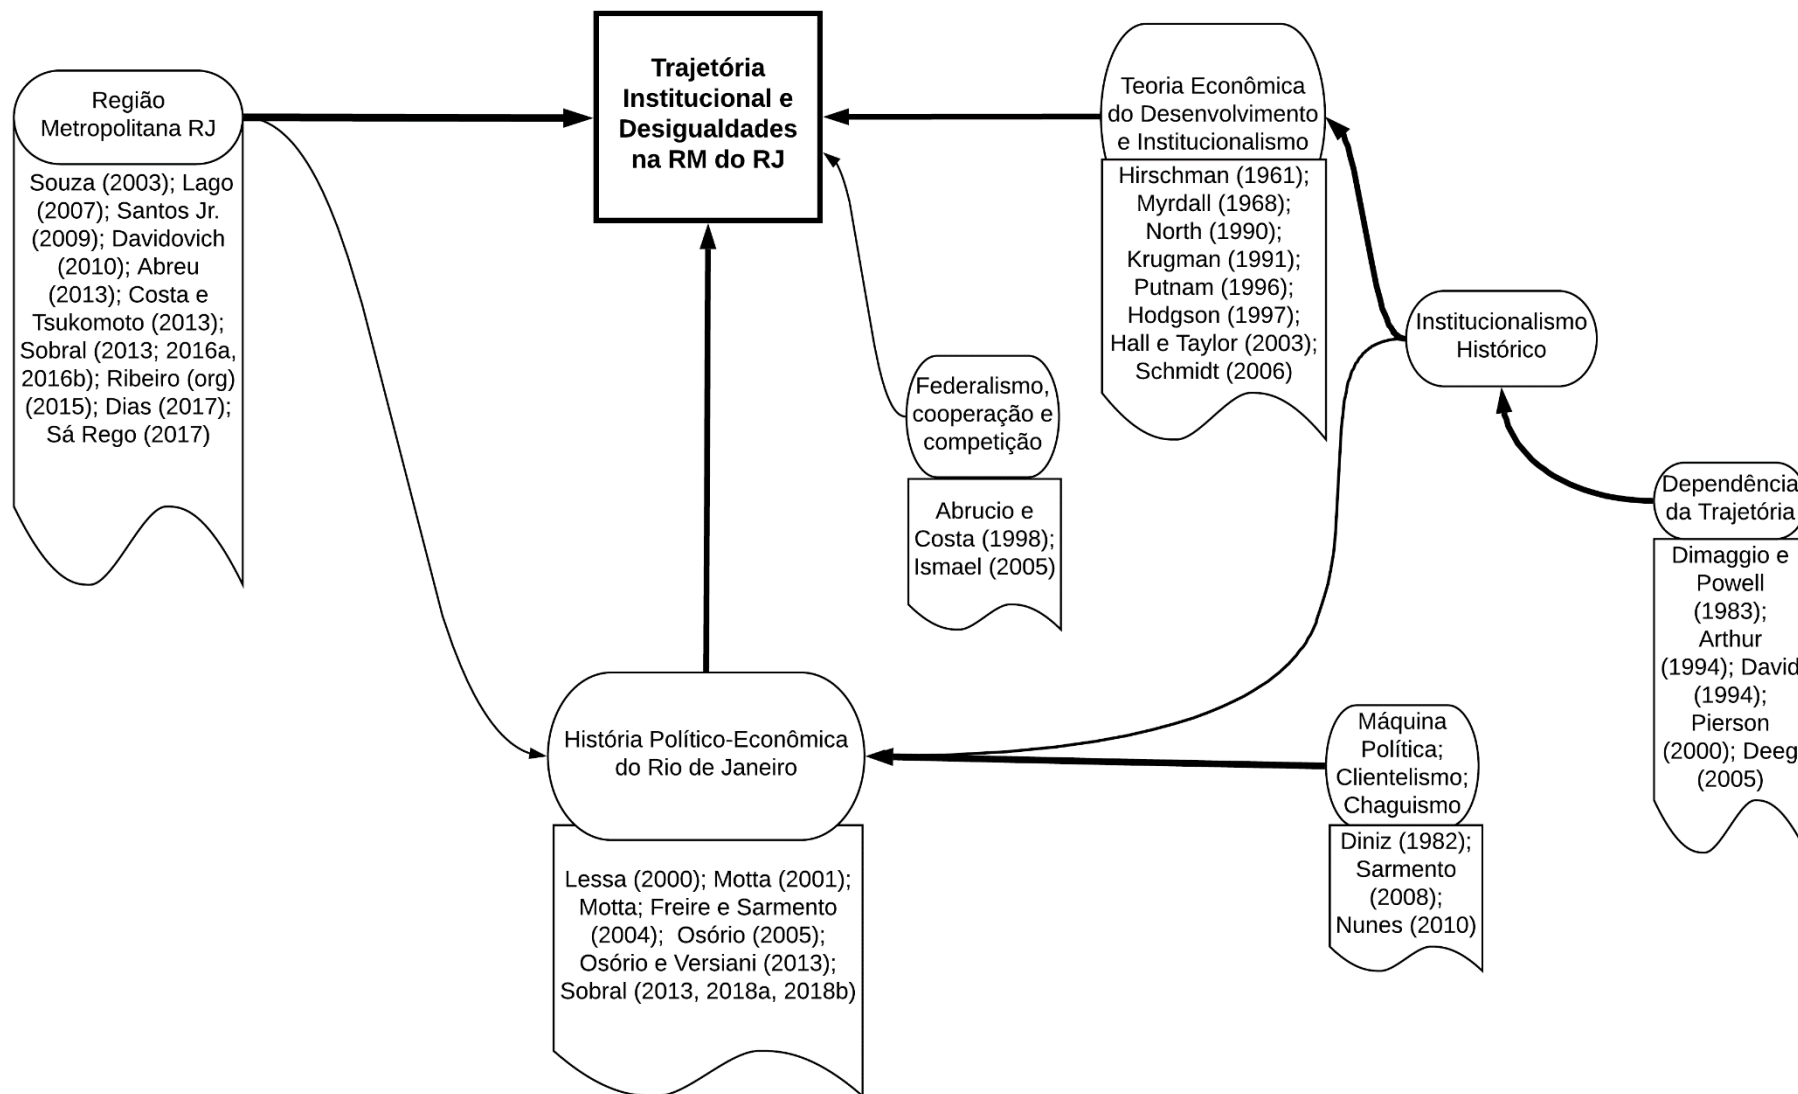 Trajetória
Institucional e
Desigualdades
na RM do RJ
Região
Metropolitana RJ
Souza (2003); Lago
(2007); Santos Jr.
(2009); Davidovich
(2010); Abreu
(2013); Costa e
Tsukomoto (2013);
Sobral (2013; 2016a,
2016b); Ribeiro (org)
(2015); Dias (2017);
Sá Rego (2017)
Teoria Econômica
do Desenvolvimento
e Institucionalismo
Hirschman (1961);
Myrdall (1968);
North (1990);
Krugman (1991);
Putnam (1996);
Hodgson (1997);
Hall e Taylor (2003);
Schmidt (2006)
Institucionalismo
Histórico
Federalismo,
cooperação e
competição
Abrucio e
Costa (1998);
Ismael (2005)
Dependência
da Trajetória
Dimaggio e
Powell
(1983);
Arthur
(1994); David
(1994);
Pierson
(2000); Deeg
(2005)
História Político-Econômica
do Rio de Janeiro
Lessa (2000); Motta (2001);
Motta; Freire e Sarmento
(2004);  Osório (2005);
Osório e Versiani (2013);
Sobral (2013, 2018a, 2018b)
Máquina
Política;
Clientelismo;
Chaguismo
Diniz (1982);
Sarmento
(2008);
Nunes (2010)